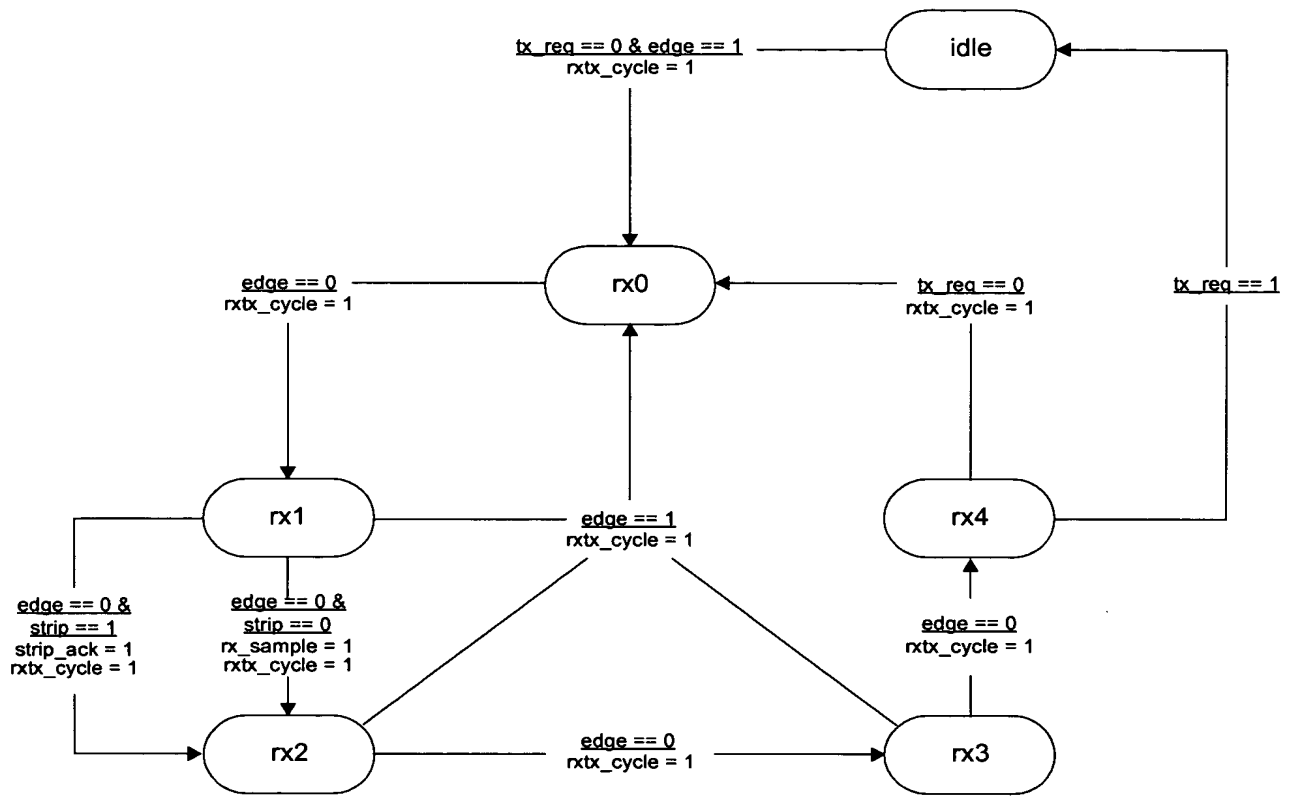 idle
tx_req == 0 & edge == 1
rxtx_cycle = 1
rx0
edge == 0
rxtx_cycle = 1
tx_req == 0
rxtx_cycle = 1
tx_req == 1
rx1
edge == 1
rxtx_cycle = 1
rx4
edge == 0 &
strip == 1
strip_ack = 1
rxtx_cycle = 1
edge == 0 &
strip == 0
rx_sample = 1
rxtx_cycle = 1
edge == 0
rxtx_cycle = 1
rx2
edge == 0
rxtx_cycle = 1
rx3